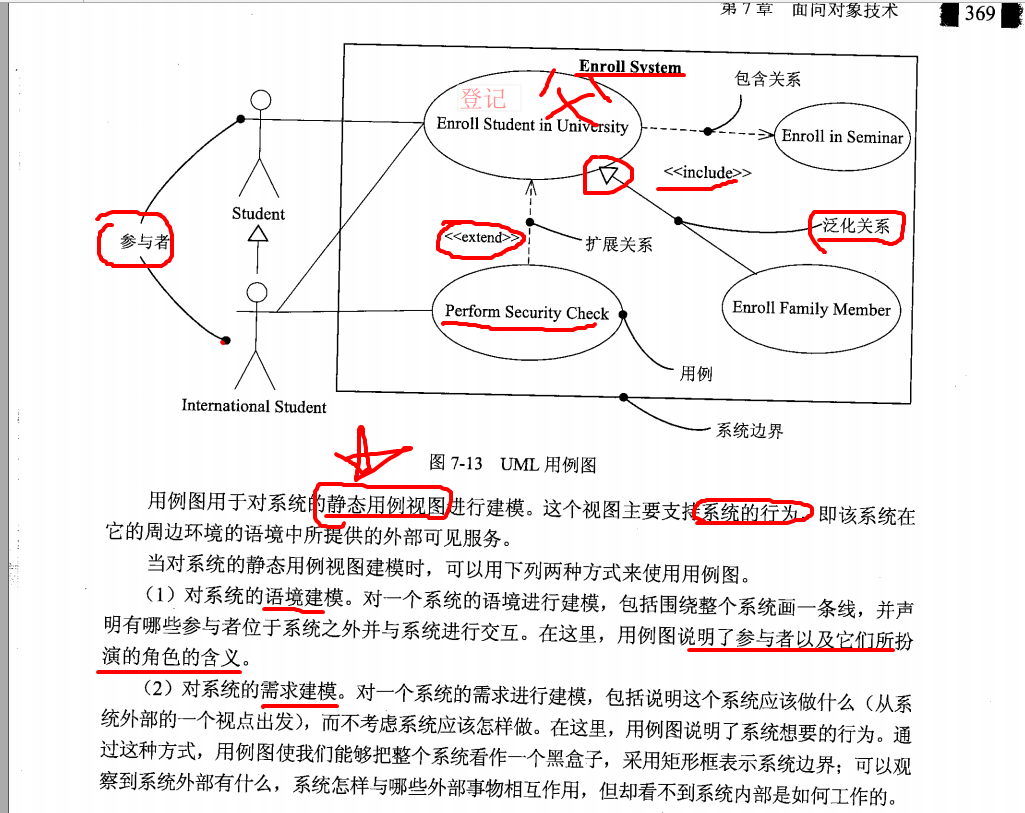 第 7 章 面向对象技术 369
Enroll System
包含关系
登记
父
Enroll Student in University
Enroll in Seminar
<<include>>
Student
参与者
<<extend>>
扩展关系
泛化关系
Perform Security Check
Enroll Family Member
用例
International Student
系统边界
图 7-13 UML 用例图
用例图用于对系统的静态用例视图进行建模。这个视图主要支持系统的行为，即该系统在
它的周边环境的语境中所提供的外部可见服务。
当对系统的静态用例视图建模时，可以用下列两种方式来使用用例图。
（1）对系统的语境建模。对一个系统的语境进行建模，包括围绕整个系统画一条线，并声
明有哪些参与者位于系统之外并与系统进行交互。在这里，用例图说明了参与者以及它们所扮
演的角色的含义。
（2）对系统的需求建模。对一个系统的需求进行建模，包括说明这个系统应该做什么（从系
统外部的一个视点出发），而不考虑系统应该怎样做。在这里，用例图说明了系统想要的行为。通
过这种方式，用例图使我们能够把整个系统看作一个黑盒子，采用矩形框表示系统边界；可以观
察到系统外部有什么，系统怎样与哪些外部事物相互作用，但却看不到系统内部是如何工作的。